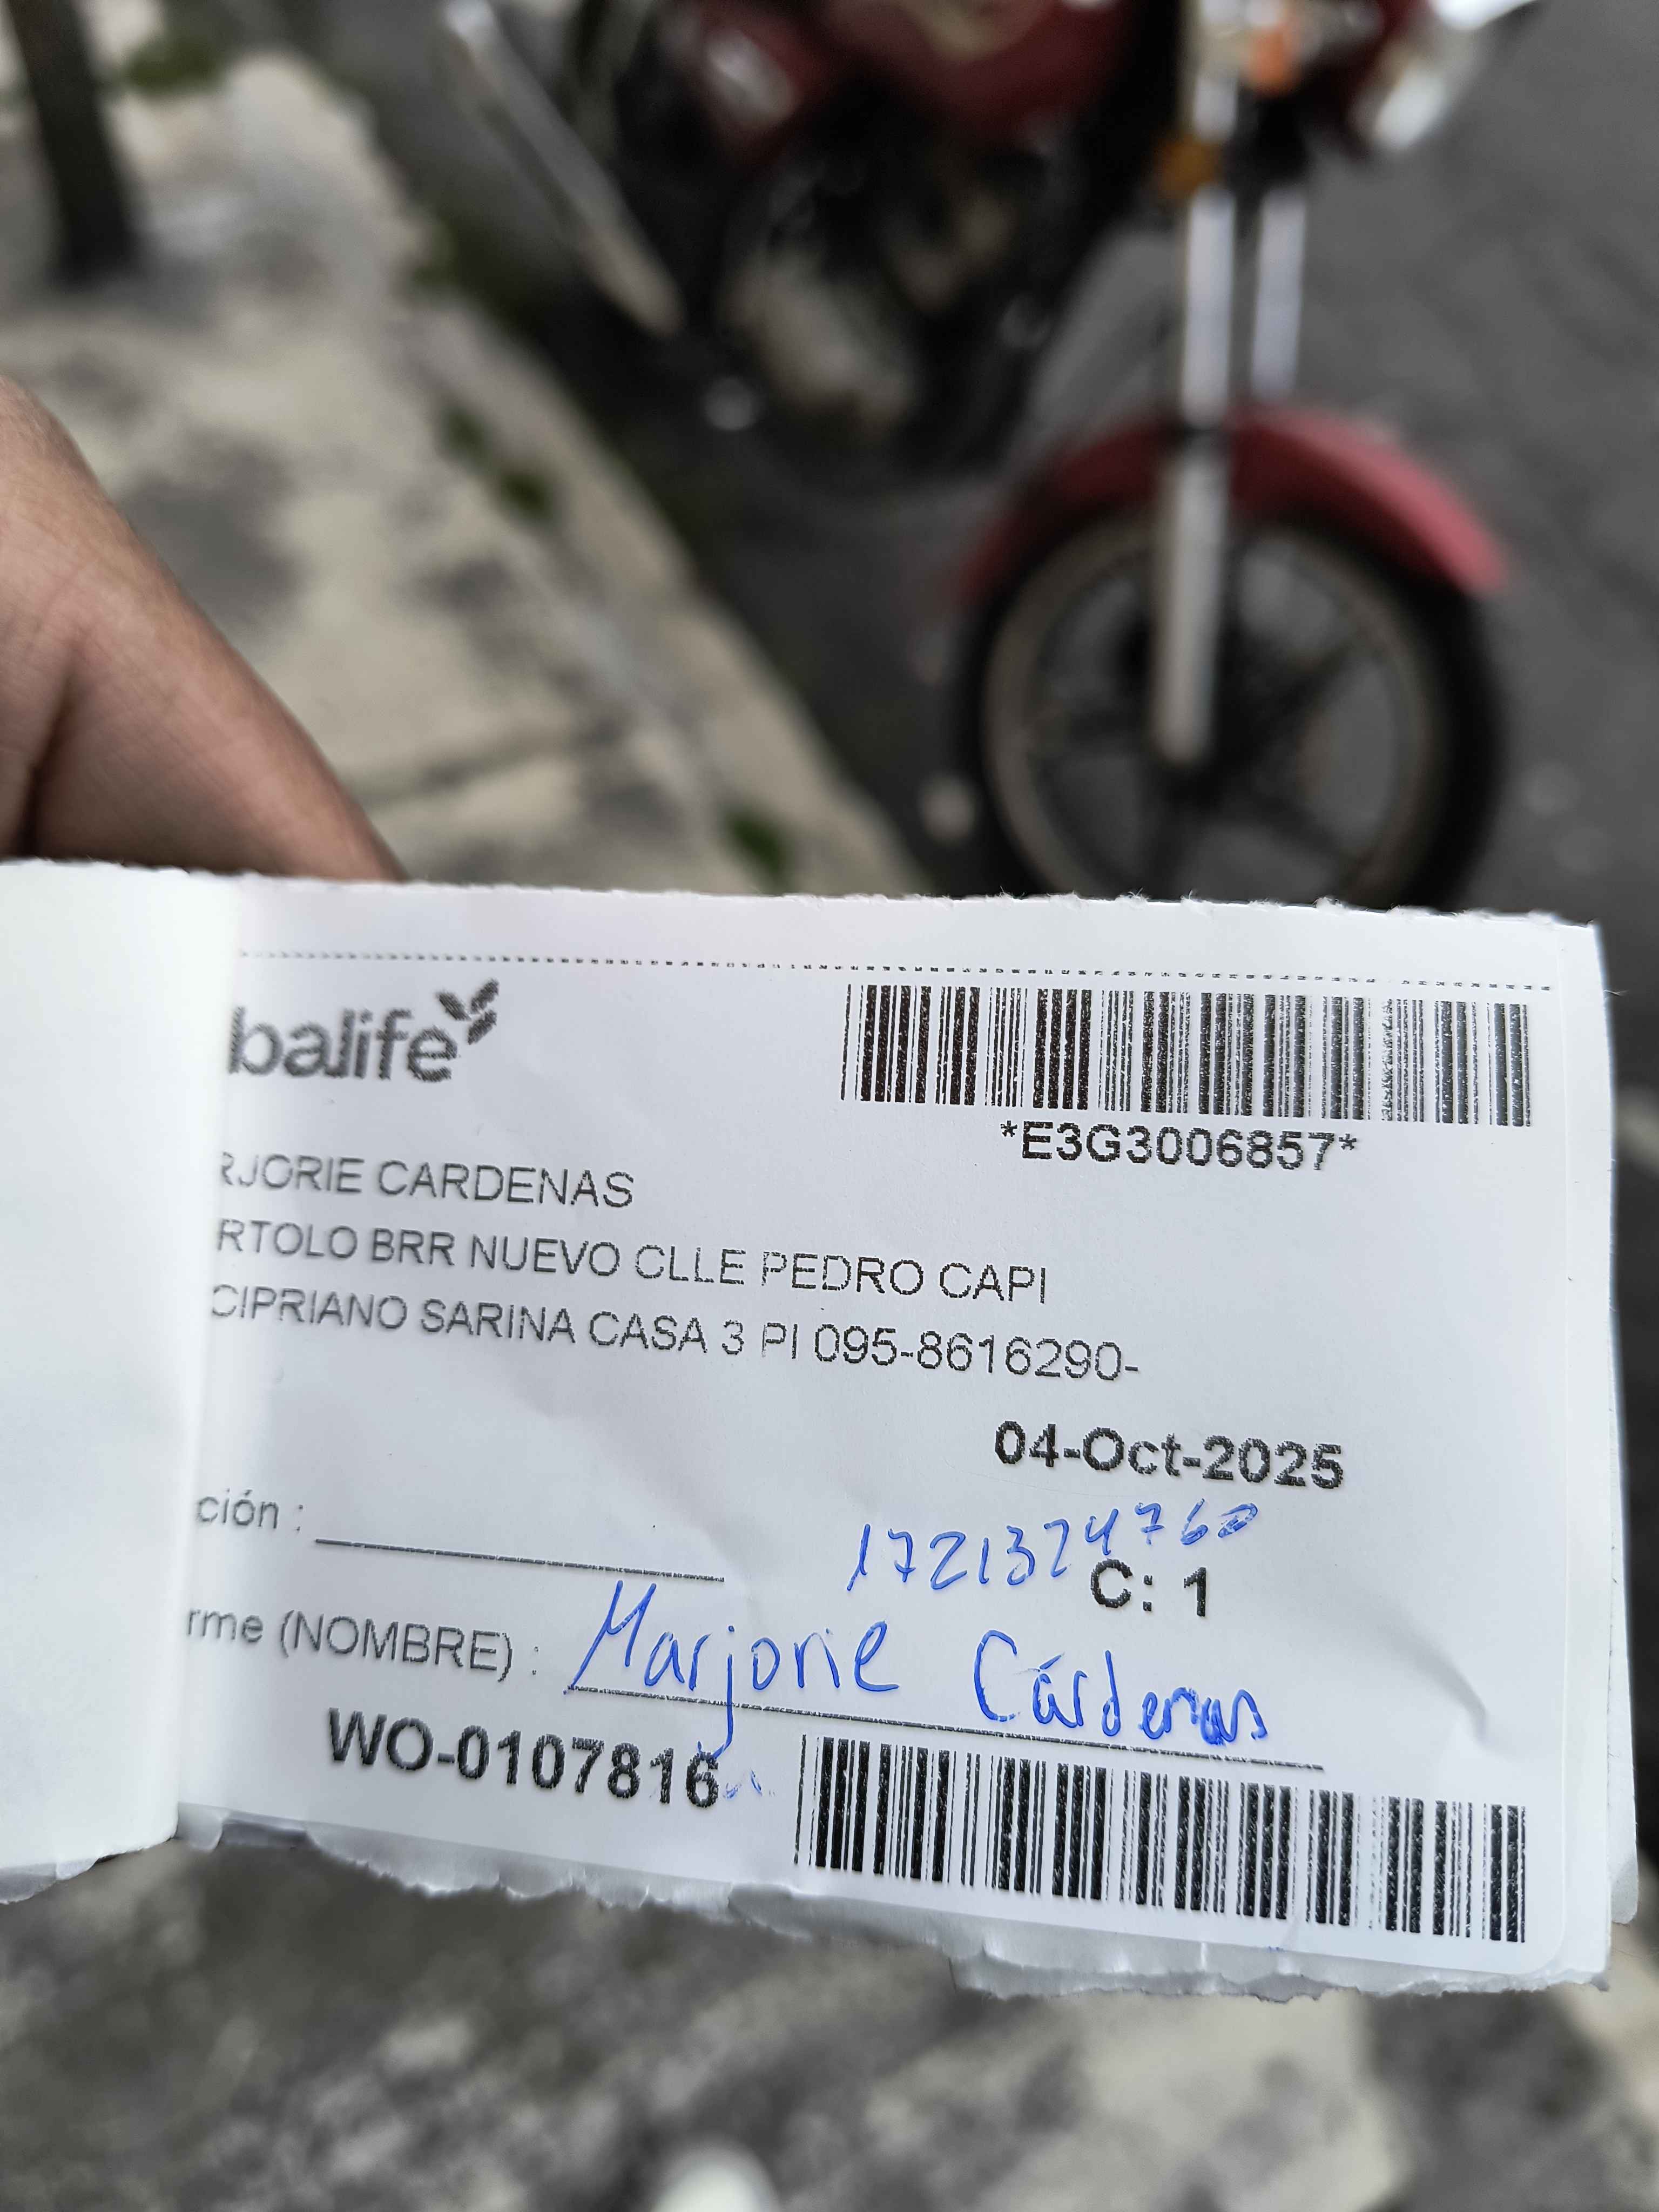 balife
*E3G3006857*
RJORIE CARDENAS
RTOLO BRR NUEVO CLLE PEDRO CAPI
CIPRIANO SARINA CASA 3 PI 095-8616290-
04-Oct-2025
ción :
1721324760
C: 1
rme (NOMBRE) : Marjorie Cárdenas
WO-0107816